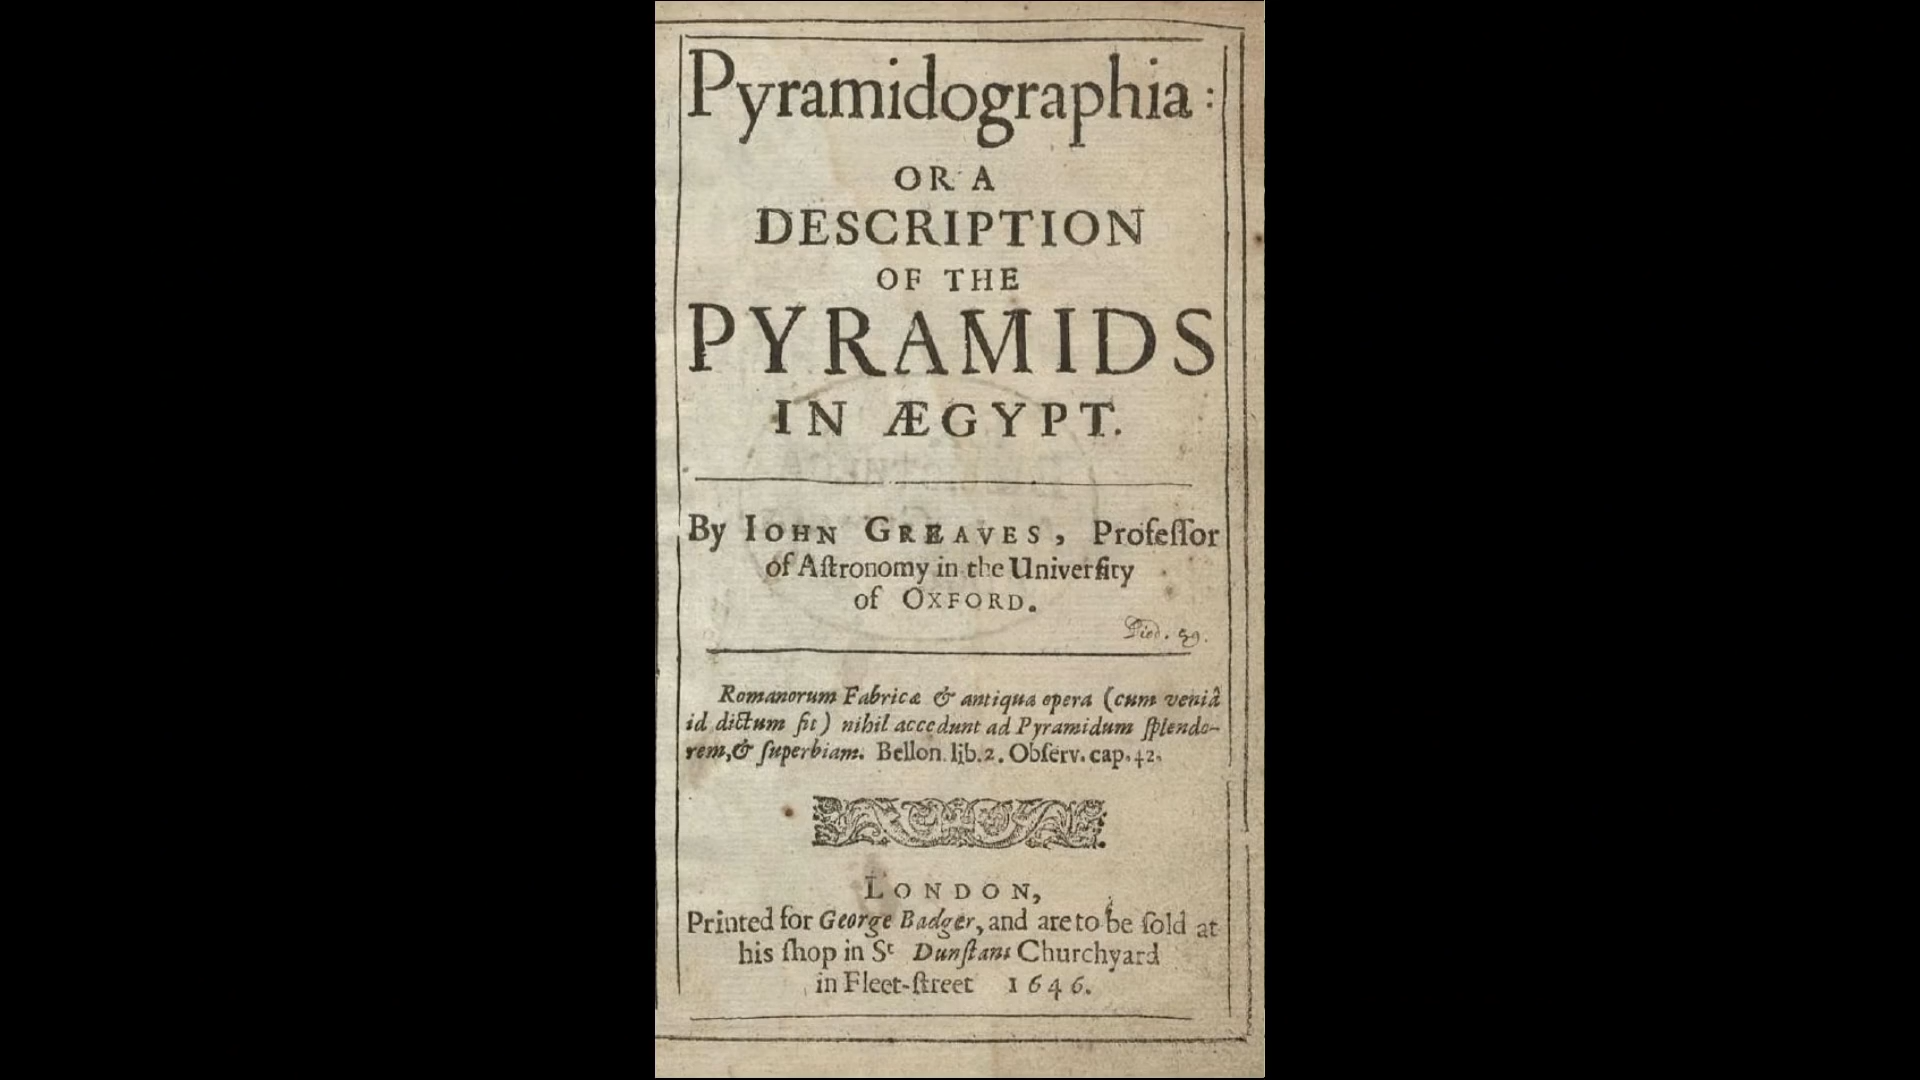 Pyramidographia:
OR A
DESCRIPTION
OF THE
PYRAMIDS
IN ÆGYPT.
By IOHN GREAVES, Profeſſor
of Aſtronomy in the Univerſity
of OXFORD.
Romanorum Fabricæ & antiqua opera (cum veniâ
id dictum ſit) nihil accedunt ad Pyramidum ſplendo-
rem, & ſuperbiam. Bellon. lib. 2. Obſerv. cap. 42.
LONDON,
Printed for George Badger, and are to be ſold at
his ſhop in St Dunſtans Churchyard
in Fleet-ſtreet 1646.